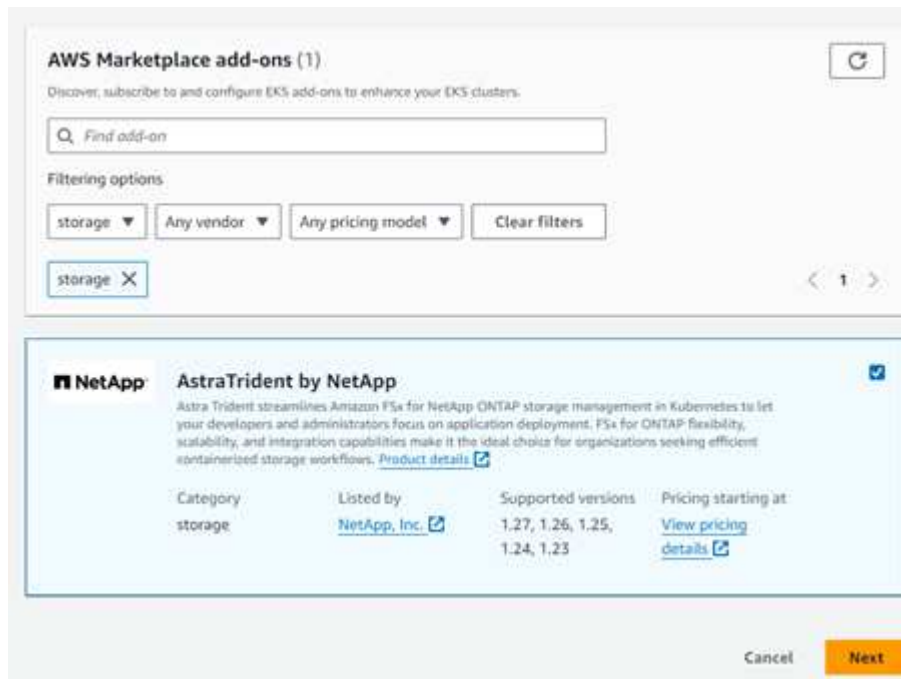 AWS Marketplace add-ons (1)
Discover, subscribe to and configure EKS add-ons to enhance your EKS clusters.
Find add-on
Filtering options
storage Any vendor Any pricing model Clear filters
storage
1
NetApp
AstraTrident by NetApp
Astra Trident streamlines Amazon FSx for NetApp ONTAP storage management in Kubernetes to let
your developers and administrators focus on application deployment. FSx for ONTAP flexibility,
scalability, and integration capabilities make it the ideal choice for organizations seeking efficient
containerized storage workflows. Product details
Category Listed by Supported versions Pricing starting at
storage NetApp, Inc. 1.27, 1.26, 1.25, View pricing
1.24, 1.23 details
Cancel Next